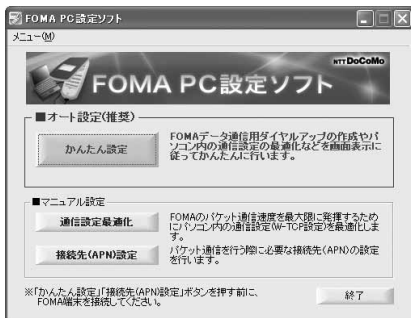 FOMA PC設定ソフト
メニュー(M)
NTT DoCoMo
FOMA PC設定ソフト
■オート設定(推奨)
かんたん設定
FOMAデータ通信用ダイヤルアップの作成やパ
ソコン内の通信設定の最適化などを画面表示に
従ってかんたんに行います。
■マニュアル設定
通信設定最適化
FOMAのパケット通信速度を最大限に発揮するため
にパソコン内の通信設定(W-TCP設定)を最適化しま
す。
接続先(APN)設定
パケット通信を行う際に必要な接続先(APN)の設定
を行います。
※「かんたん設定」「接続先(APN)
設定」ボタンを押す前に、
FOMA端末を接続してください。
終了